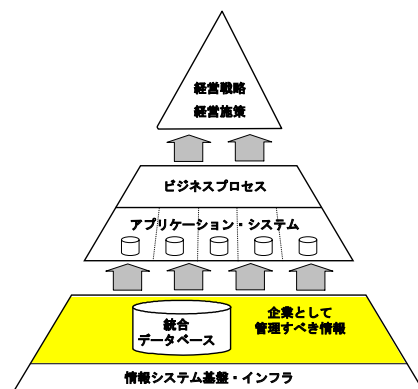 経営戦略
経営施策
ビジネスプロセス
アプリケーション・システム
統合
データベース
企業として
管理すべき情報
情報システム基盤・インフラ